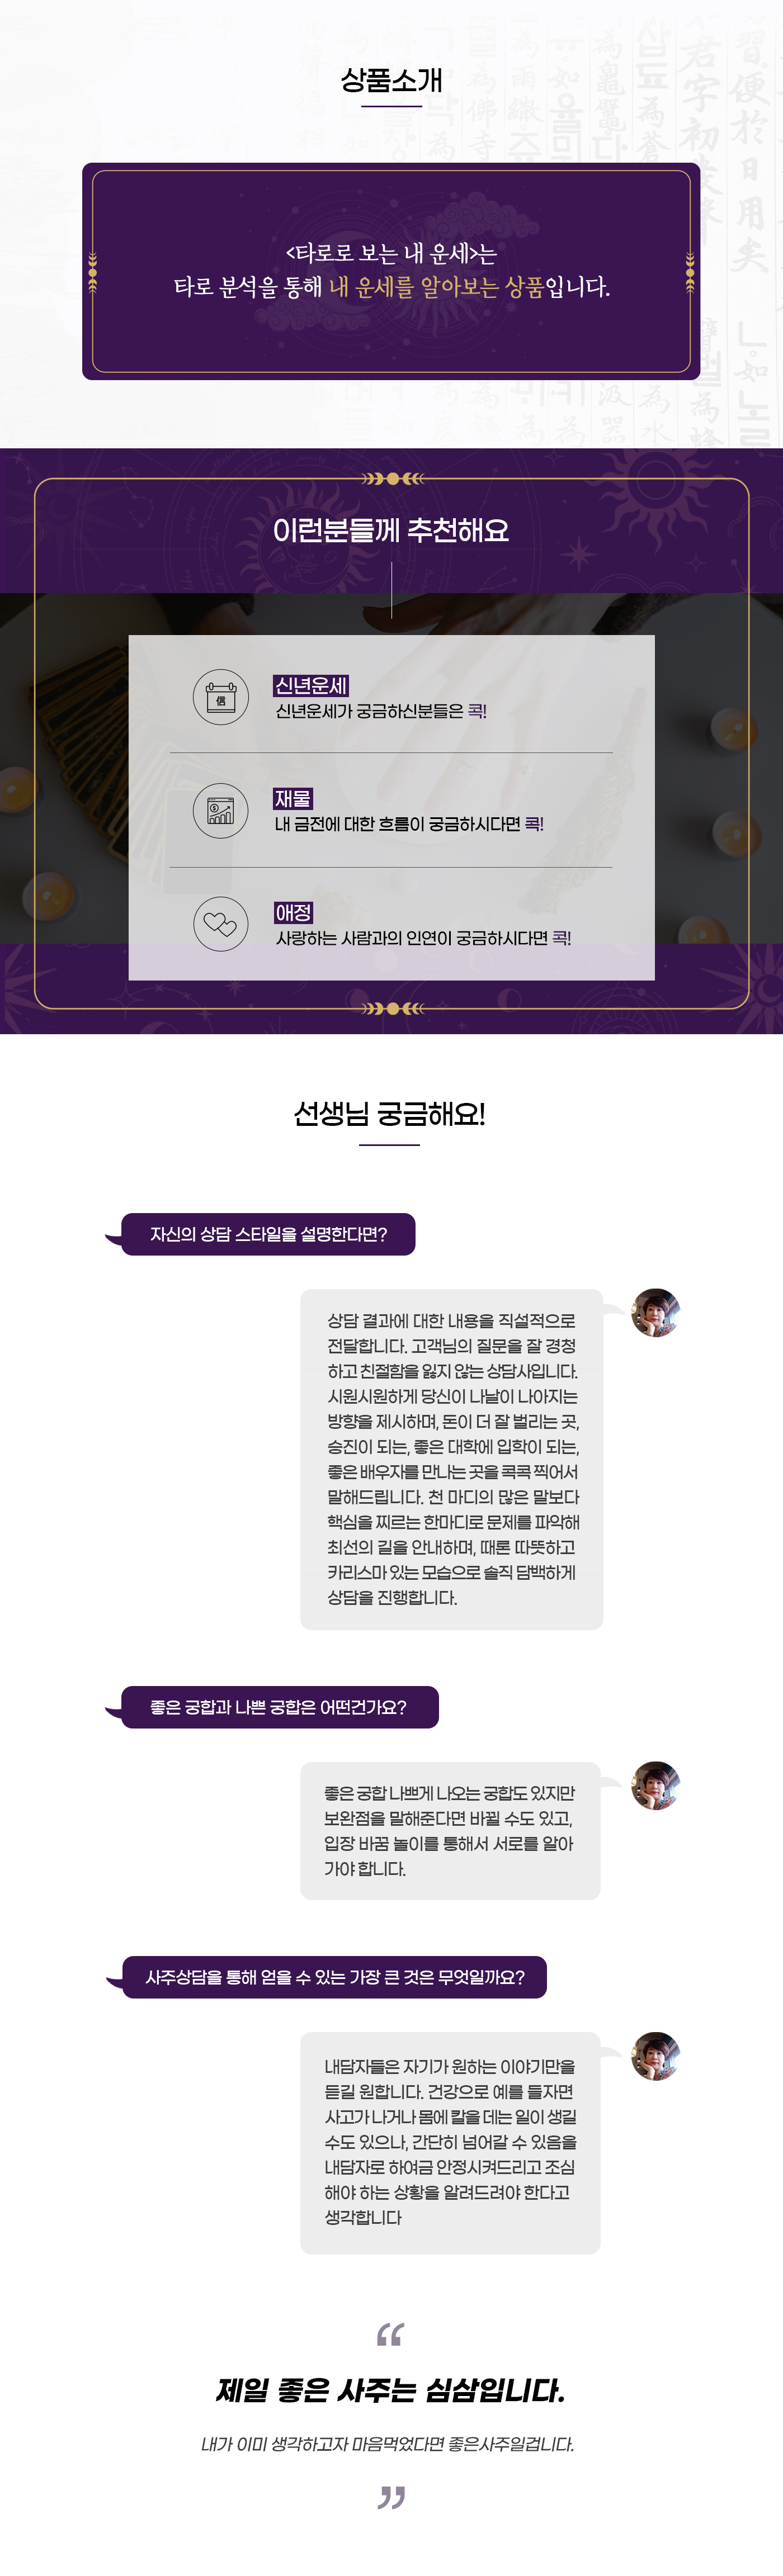 상품소개
<타로로 보는 내 운세>는
타로 분석을 통해 내 운세를 알아보는 상품입니다.
이런분들께 추천해요
신년운세
신년운세가 궁금하신분들은 콕!
재물
내 금전에 대한 흐름이 궁금하시다면 콕!
애정
사랑하는 사람과의 인연이 궁금하시다면 콕!
선생님 궁금해요!
자신의 상담 스타일을 설명한다면?
상담 결과에 대한 내용을 직설적으로
전달합니다. 고객님의 질문을 잘 경청
하고 친절함을 잃지 않는 상담사입니다.
시원시원하게 당신이 나날이 나아지는
방향을 제시하며, 돈이 더 잘 벌리는 곳,
승진이 되는, 좋은 대학에 입학이 되는,
좋은 배우자를 만나는 곳을 콕콕 찍어서
말해드립니다. 천 마디의 많은 말보다
핵심을 찌르는 한마디로 문제를 파악해
최선의 길을 안내하며, 때론 따뜻하고
카리스마 있는 모습으로 솔직 담백하게
상담을 진행합니다.
좋은 궁합과 나쁜 궁합은 어떤건가요?
좋은 궁합 나쁘게 나오는 궁합도 있지만
보완점을 말해준다면 바뀔 수도 있고,
입장 바꿈 놀이를 통해서 서로를 알아
가야 합니다.
사주상담을 통해 얻을 수 있는 가장 큰 것은 무엇일까요?
내담자들은 자기가 원하는 이야기만을
듣길 원합니다. 건강으로 예를 들자면
사고가 나거나 몸에 칼을 데는 일이 생길
수도 있으나, 간단히 넘어갈 수 있음을
내담자로 하여금 안정시켜드리고 조심
해야 하는 상황을 알려드려야 한다고
생각합니다
“
제일 좋은 사주는 심삼입니다.
내가 이미 생각하고자 마음먹었다면 좋은사주일겁니다.
”